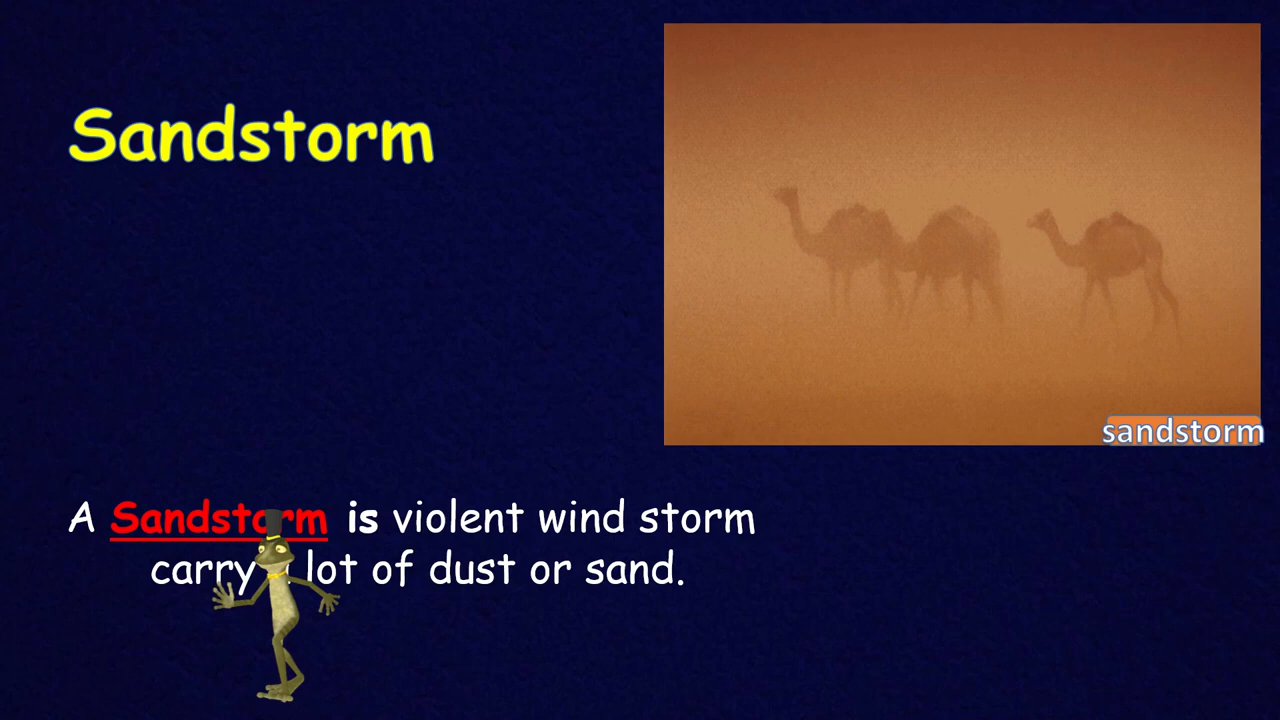 Sandstorm
sandstorm
A Sandstorm is violent wind storm
carry lot of dust or sand.